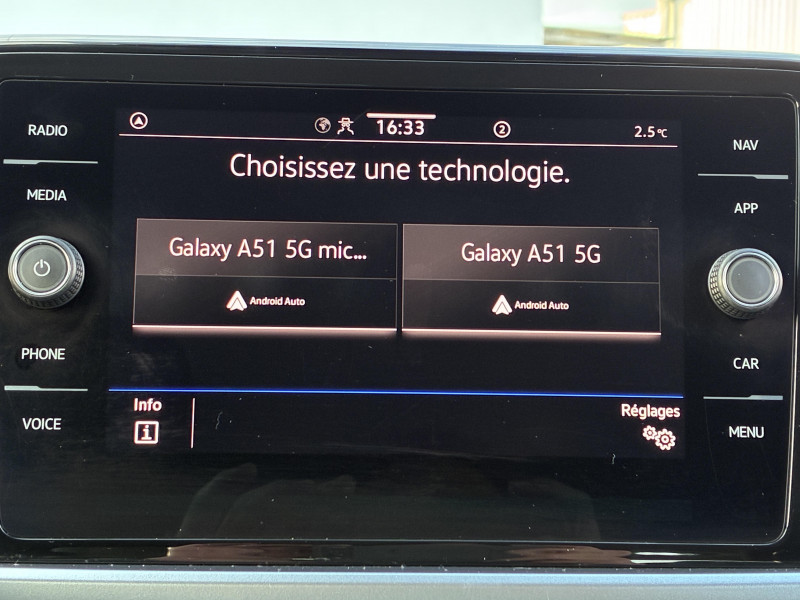 16:33
2
2.5°C
RADIO
MEDIA
PHONE
VOICE
Choisissez une technologie.
Galaxy A51 5G mic...
Android Auto
Galaxy A51 5G
Android Auto
Info
Réglages
NAV
APP
CAR
MENU